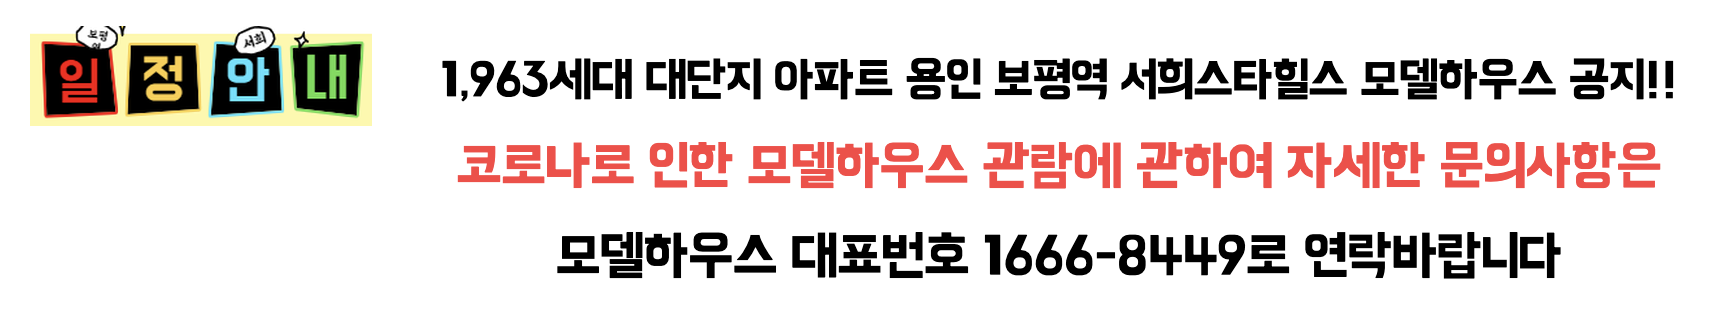 보평역
서희
일정안내
1,963세대 대단지 아파트 용인 보평역 서희스타힐스 모델하우스 공지!!
코로나로 인한 모델하우스 관람에 관하여 자세한 문의사항은
모델하우스 대표번호 1666-8449로 연락바랍니다